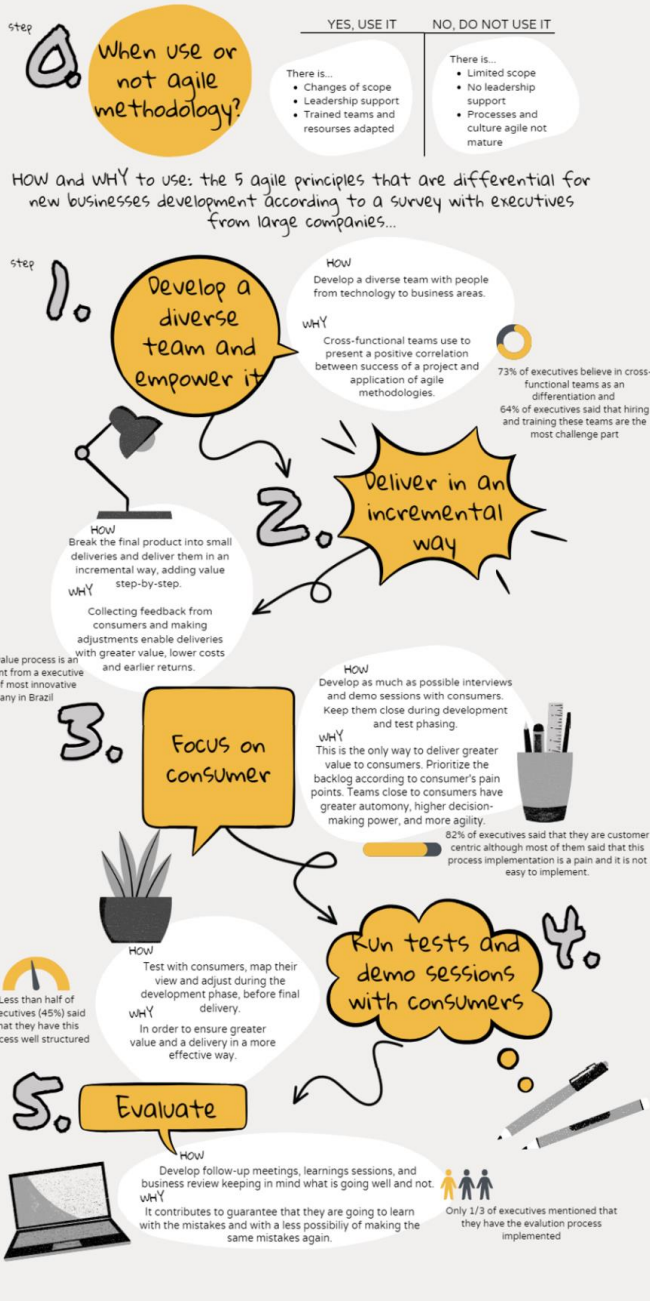 step
0.
When use or
not agile
methodology?
YES, USE IT
NO, DO NOT USE IT
There is...
• Changes of scope
• Leadership support
• Trained teams and
resourses adapted
There is...
• Limited scope
• No leadership
support
• Processes and
culture agile not
mature
HOW and WHY to use: the 5 agile principles that are differential for
new businesses development according to a survey with executives
from large companies...
step
1.
Develop a
diverse
team and
empower it
HOW
Develop a diverse team with people
from technology to business areas.
WHY
Cross-functional teams use to
present a positive correlation
between success of a project and
application of agile
methodologies.
73% of executives believe in cross-
functional teams as an
differentiation and
64% of executives said that hiring
and training these teams are the
most challenge part
2.
Deliver in an
incremental
way
HOW
Break the final product into small
deliveries and deliver them in an
incremental way, adding value
step-by-step.
WHY
Collecting feedback from
consumers and making
adjustments enable deliveries
with greater value, lower costs
and earlier returns.
alue process is an
nt from a executive
f most innovative
any in Brazil
3.
Focus on
consumer
HOW
Develop as much as possible interviews
and demo sessions with consumers.
Keep them close during development
and test phasing.
WHY
This is the only way to deliver greater
value to consumers. Prioritize the
backlog according to consumer's pain
points. Teams close to consumers have
greater automony, higher decision-
making power, and more agility.
82% of executives said that they are customer
centric although most of them said that this
process implementation is a pain and it is not
easy to implement.
4.
Run tests and
demo sessions
with consumers
HOW
Test with consumers, map their
view and adjust during the
development phase, before final
delivery.
WHY
In order to ensure greater
value and a delivery in a more
effective way.
Less than half of
ecutives (45%) said
hat they have this
cess well structured
5.
Evaluate
HOW
Develop follow-up meetings, learnings sessions, and
business review keeping in mind what is going well and not.
WHY
It contributes to guarantee that they are going to learn
with the mistakes and with a less possibiliy of making the
same mistakes again.
Only 1/3 of executives mentioned that
they have the evalution process
implemented